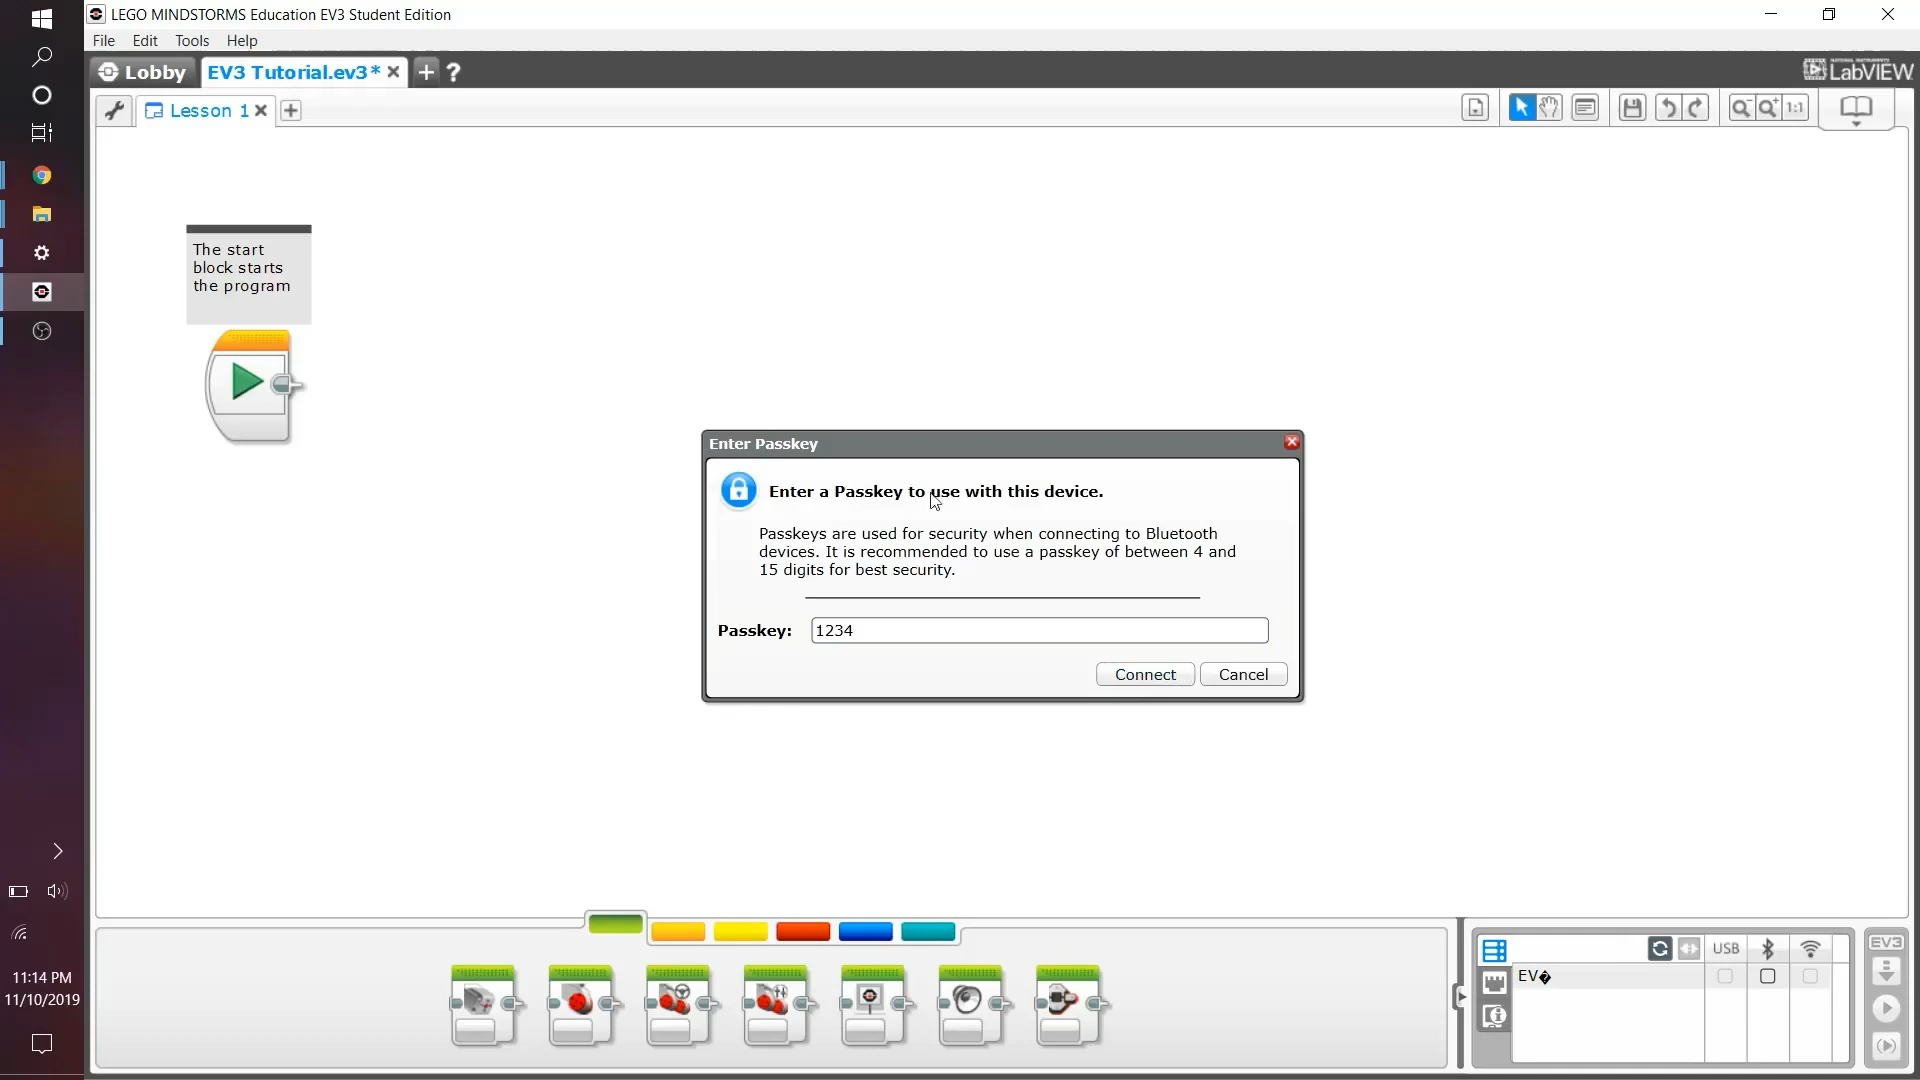 LEGO MINDSTORMS Education EV3 Student Edition
File Edit Tools Help
Lobby EV3 Tutorial.ev3* + ?
NATIONAL INSTRUMENTS
LabVIEW
Lesson 1
1:1
The start
block starts
the program
Enter Passkey
Enter a Passkey to use with this device.
Passkeys are used for security when connecting to Bluetooth
devices. It is recommended to use a passkey of between 4 and
15 digits for best security.
Passkey: 1234
Connect Cancel
USB
EV3
EV�
11:14 PM
11/10/2019